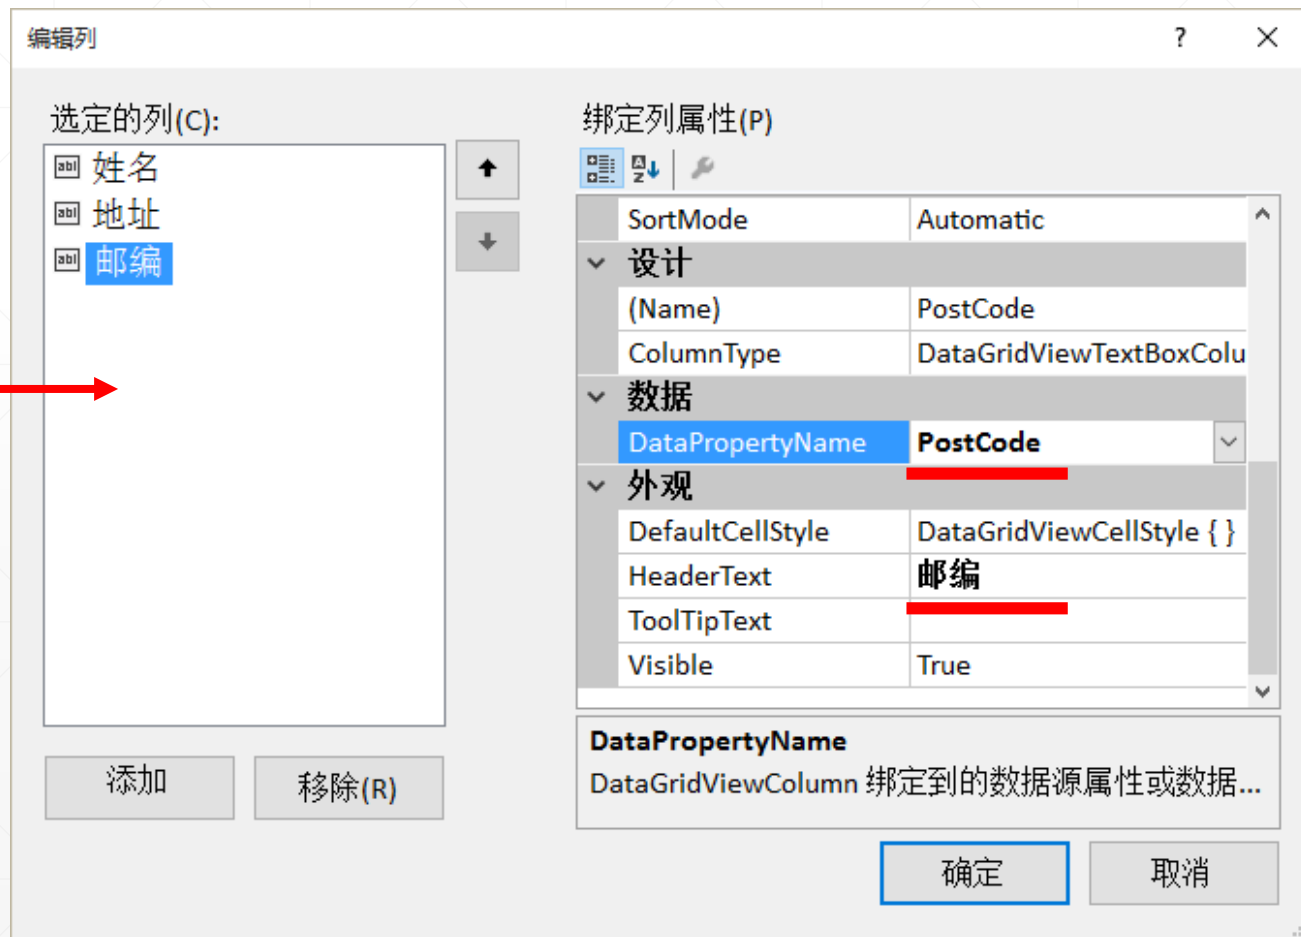 编辑列
?
选定的列(C):
abl 姓名
abl 地址
abl 邮编
添加
移除(R)
绑定列属性(P)
SortMode Automatic
设计
(Name) PostCode
ColumnType DataGridViewTextBoxColu
数据
DataPropertyName PostCode
外观
DefaultCellStyle DataGridViewCellStyle { }
HeaderText 邮编
ToolTipText
Visible True
DataPropertyName
DataGridViewColumn 绑定到的数据源属性或数据...
确定 取消